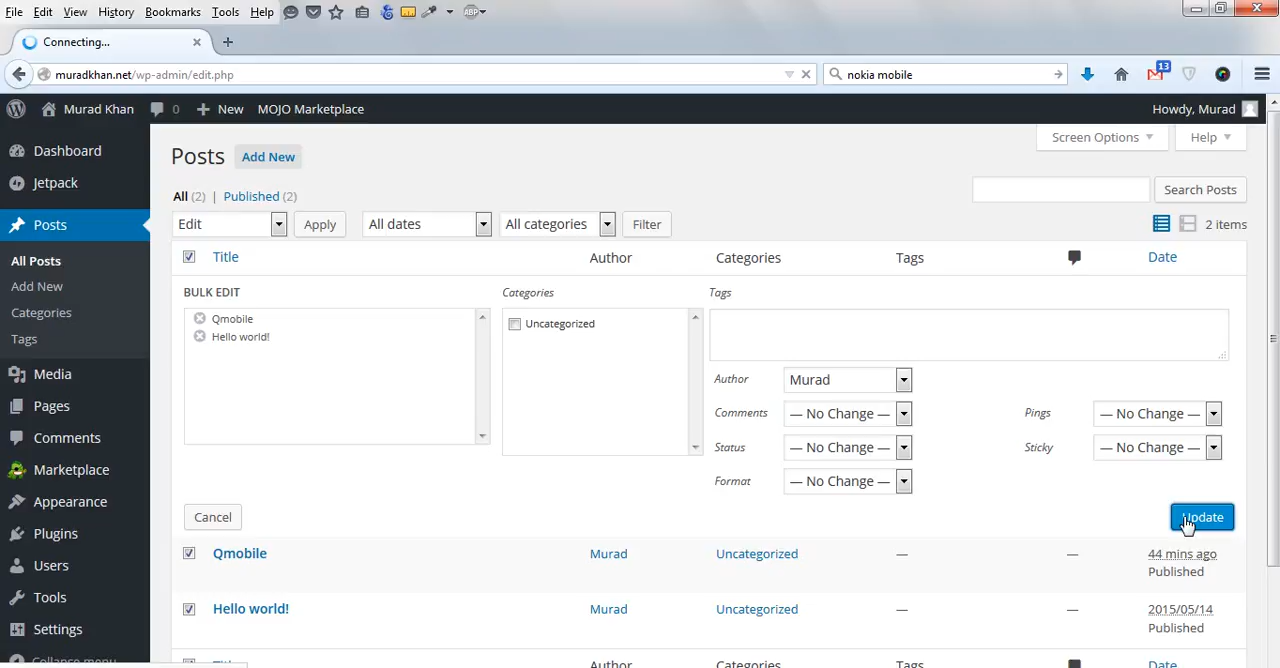 File Edit View History Bookmarks Tools Help ABP
Connecting...
muradkhan.net/wp-admin/edit.php
nokia mobile
13
Murad Khan 0 New MOJO Marketplace
Howdy, Murad
Dashboard
Jetpack
Posts
All Posts
Add New
Categories
Tags
Media
Pages
Comments
Marketplace
Appearance
Plugins
Users
Tools
Settings
Collapse menu
Screen Options Help
Posts Add New
All (2) | Published (2)
Search Posts
Edit Apply All dates All categories Filter
2 items
Title Author Categories Tags Date
BULK EDIT
Qmobile
Hello world!
Categories
Uncategorized
Tags
Author Murad
Comments — No Change — Pings — No Change —
Status — No Change — Sticky — No Change —
Format — No Change —
Cancel Update
Qmobile Murad Uncategorized — — 44 mins ago
Published
Hello world! Murad Uncategorized — — 2015/05/14
Published
Title Author Categories Tags Date